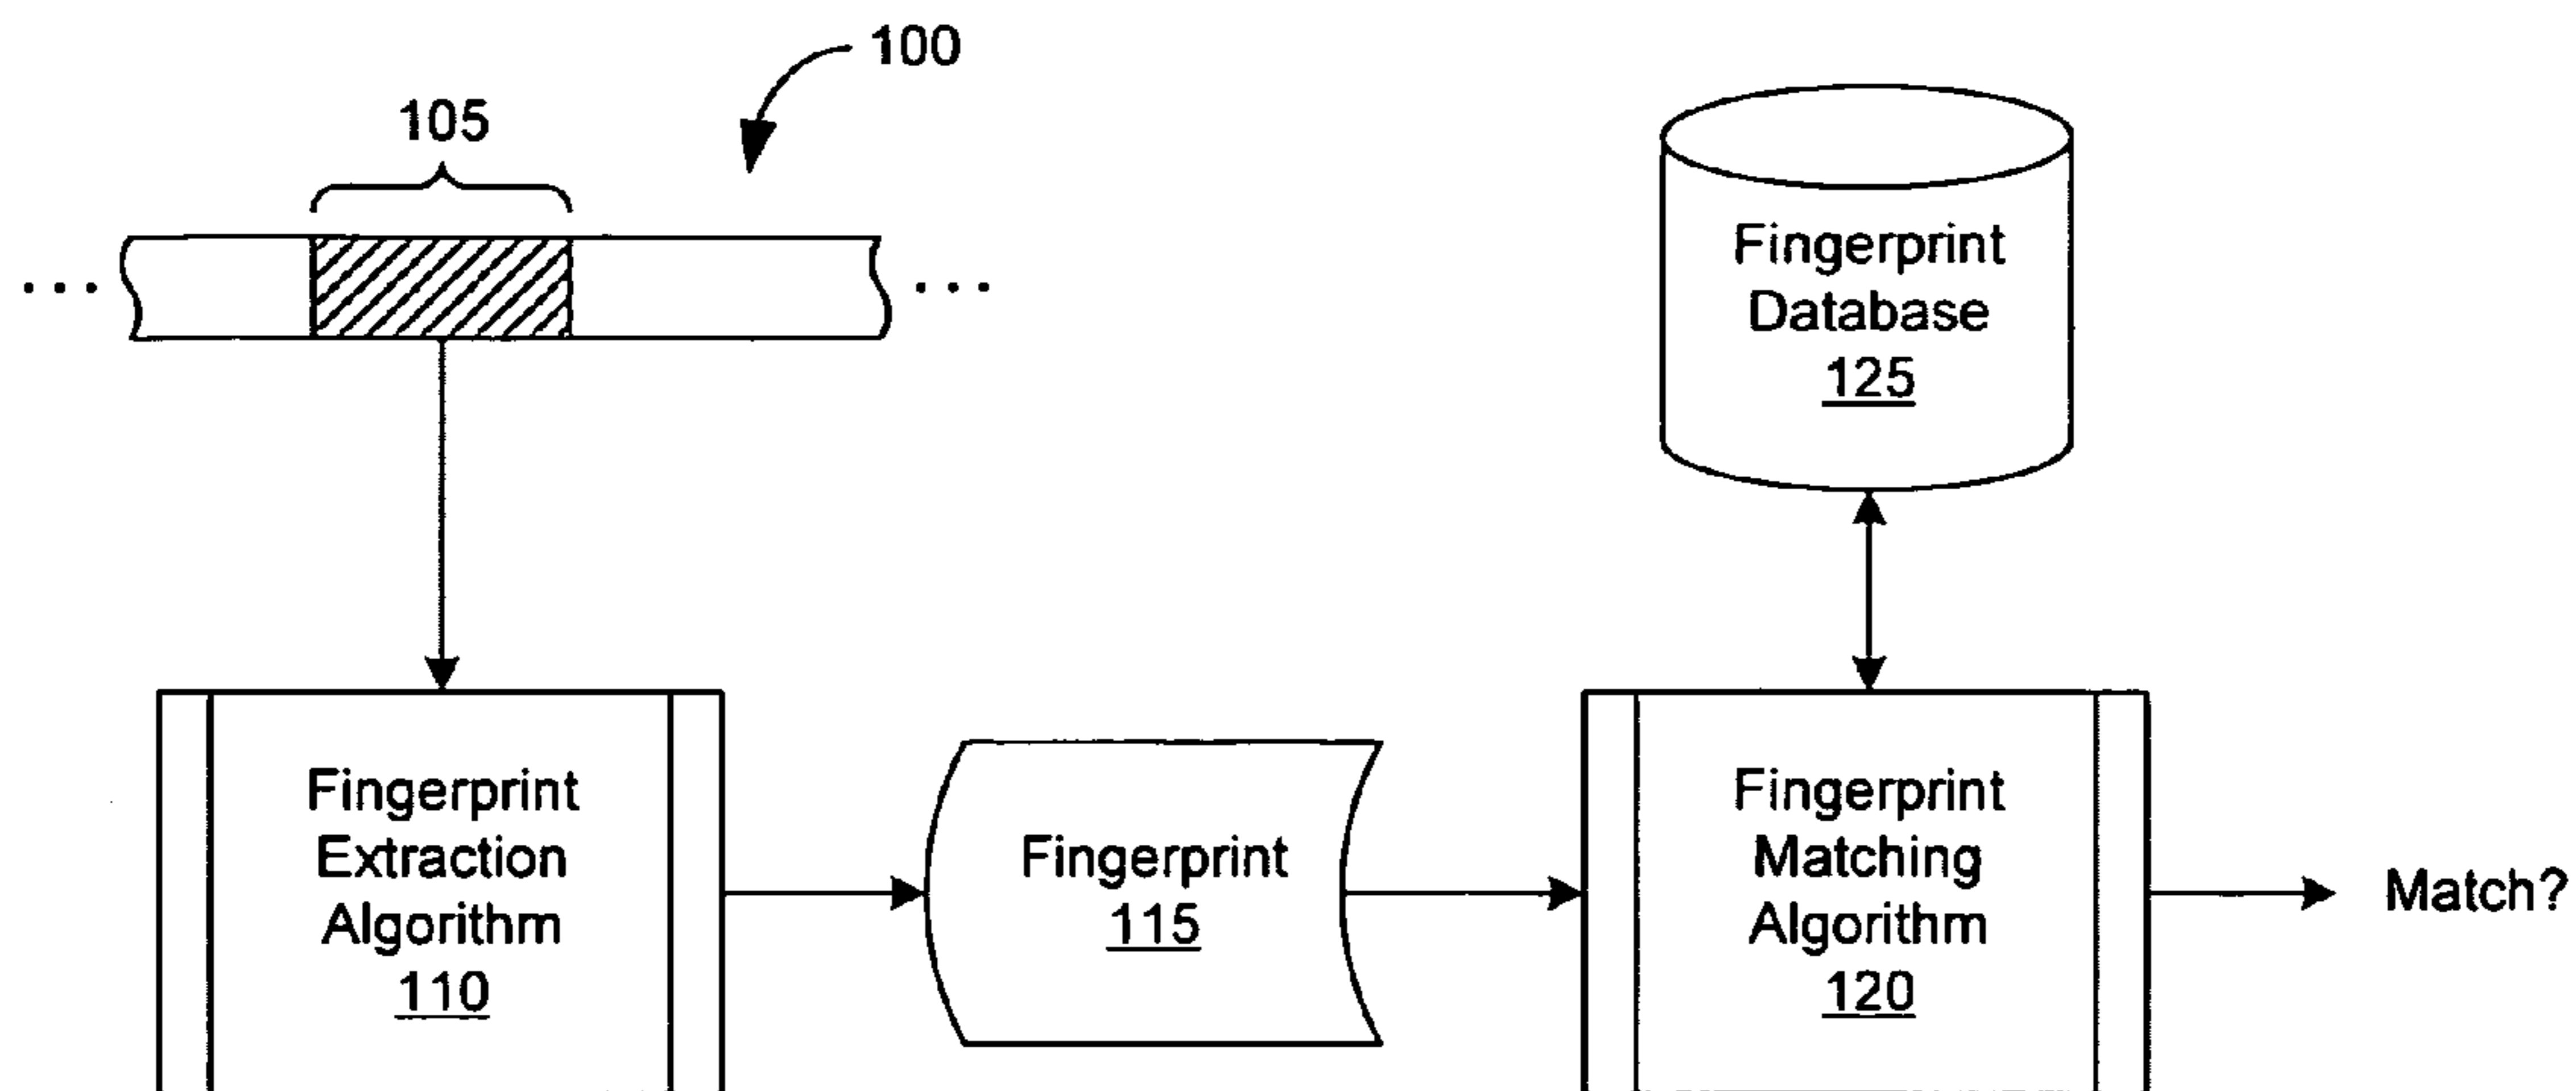 100
105
... ...
Fingerprint
Database
125
Fingerprint
Extraction
Algorithm
110
Fingerprint
115
Fingerprint
Matching
Algorithm
120
Match?